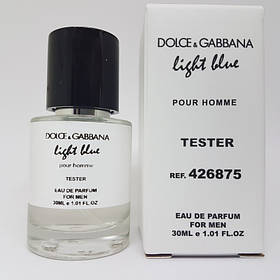 DOLCE & GABBANA
light blue
pour homme
TESTER
EAU DE PARFUM
FOR MEN
30ML e 1.01 FL.OZ
DOLCE & GABBANA
light blue
POUR HOMME
TESTER
REF. 426875
EAU DE PARFUM
FOR MEN
30ML e 1.01 FL.OZ